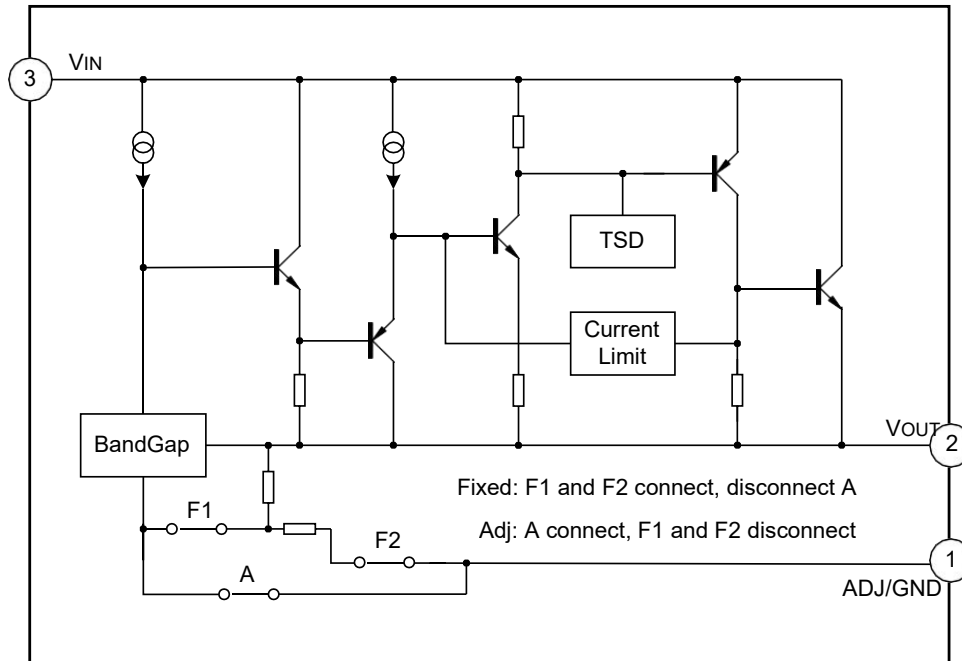 VIN
3
TSD
Current
Limit
BandGap
VOUT
2
Fixed: F1 and F2 connect, disconnect A
F1
Adj: A connect, F1 and F2 disconnect
F2
1
A
ADJ/GND